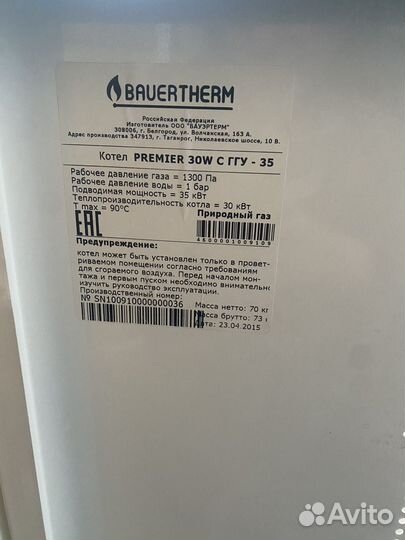 BAUERTHERM
Российская Федерация
Изготовитель ООО "БАУЭРТЕРМ"
308006, г. Белгород, ул. Волчанская, 163 А.
Адрес производства 347913, г. Таганрог, Николаевское шоссе, 10 В.
Котел PREMIER 30W С ГГУ - 35
Рабочее давление газа = 1300 Па
Рабочее давление воды = 1 бар
Подводимая мощность = 35 кВт
Теплопроизводительность котла = 30 кВт
T max = 90°C
Природный газ
EAC
4600001009109
Предупреждение:
котел может быть установлен только в провет-
риваемом помещении согласно требованиям
для сгораемого воздуха. Перед началом мон-
тажа и первым пуском необходимо внимательно
изучить руководство эксплуатации.
Производственный номер:
№ SN100910000000036
Масса нетто: 70 кг
Масса брутто: 73
Дата: 23.04.2015
Avito